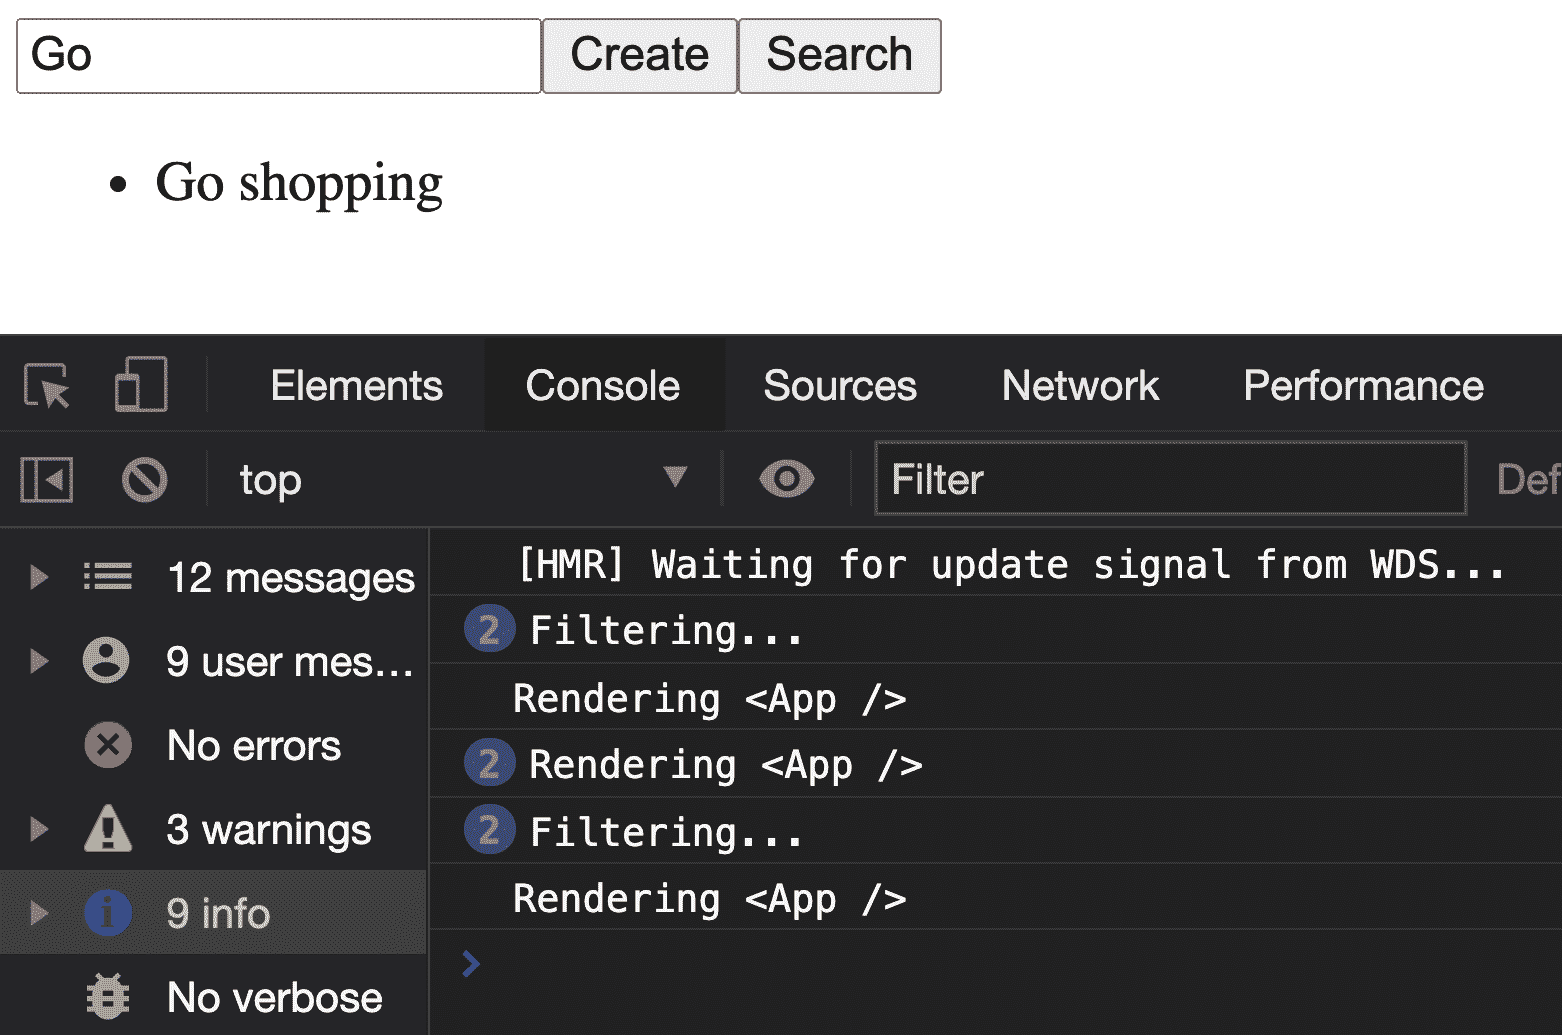 Go Create Search
• Go shopping
Elements Console Sources Network Performance
top Filter Def
12 messages
9 user mes...
No errors
3 warnings
9 info
No verbose
[HMR] Waiting for update signal from WDS...
2 Filtering...
Rendering <App />
2 Rendering <App />
2 Filtering...
Rendering <App />